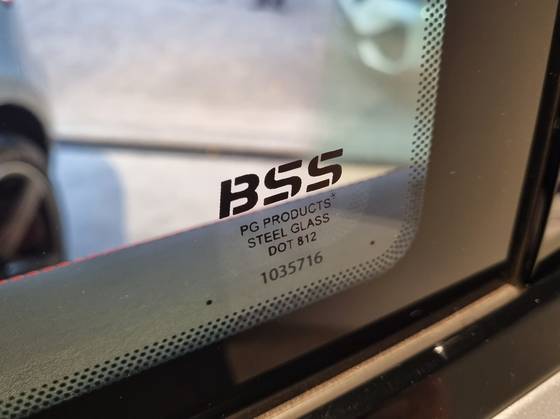 BSS
PG PRODUCTS
STEEL GLASS
DOT 812
1035716